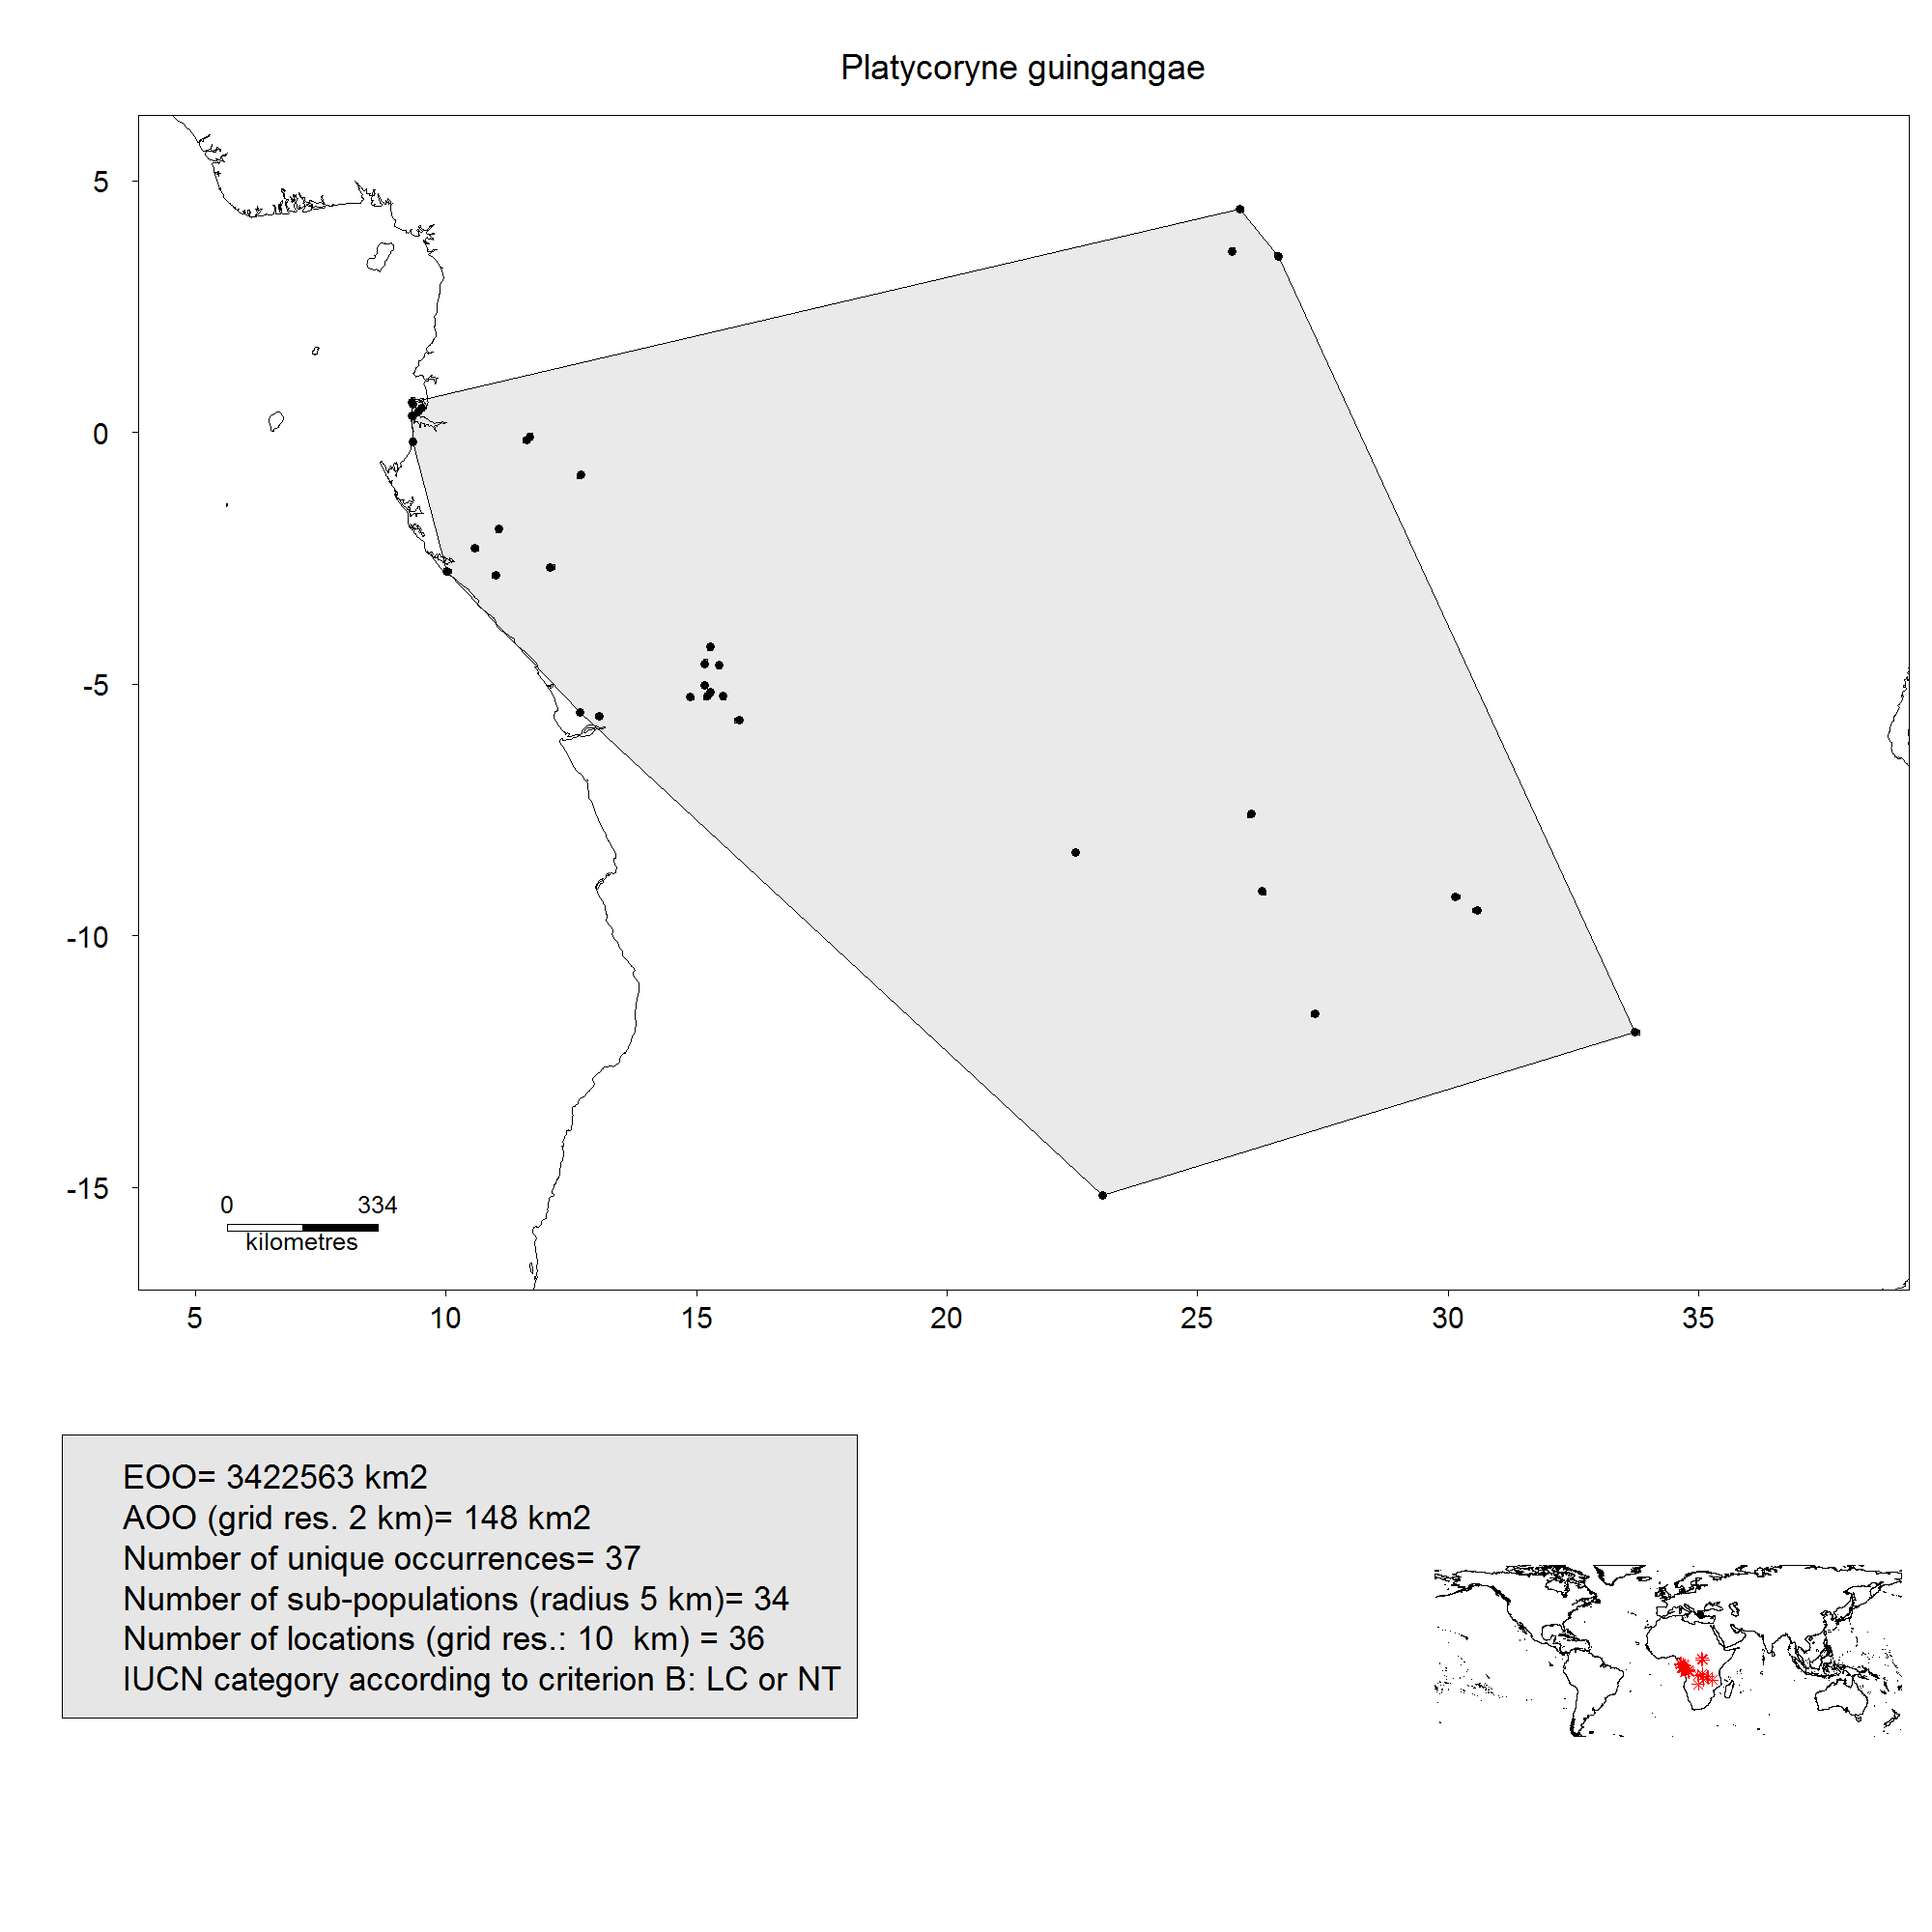 Platycoryne guingangae
5
0
-5
-10
-15
0 334
kilometres
5 10 15 20 25 30 35
EOO= 3422563 km2
AOO (grid res. 2 km)= 148 km2
Number of unique occurrences= 37
Number of sub-populations (radius 5 km)= 34
Number of locations (grid res.: 10  km) = 36
IUCN category according to criterion B: LC or NT